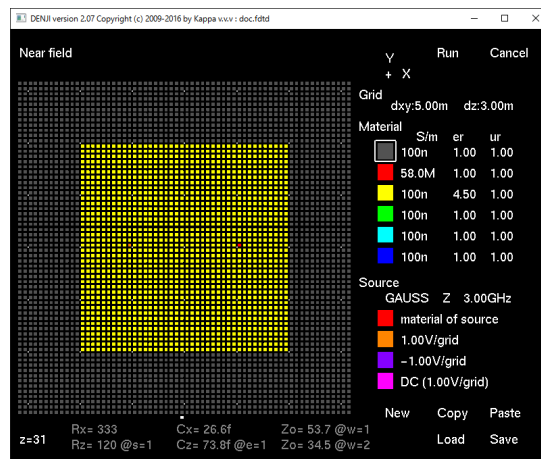 DENJI version 2.07 Copyright (c) 2009-2016 by Kappa v.v.v : doc.fdtd
Near field
Y
+ X
Run Cancel
Grid
dxy:5.00m dz:3.00m
Material
S/m er ur
100n 1.00 1.00
58.0M 1.00 1.00
100n 4.50 1.00
100n 1.00 1.00
100n 1.00 1.00
100n 1.00 1.00
Source
GAUSS Z 3.00GHz
material of source
1.00V/grid
-1.00V/grid
DC (1.00V/grid)
New Copy Paste
Load Save
z=31
Rx= 333 Cx= 26.6f Zo= 53.7 @w=1
Rz= 120 @s=1 Cz= 73.8f @e=1 Zo= 34.5 @w=2